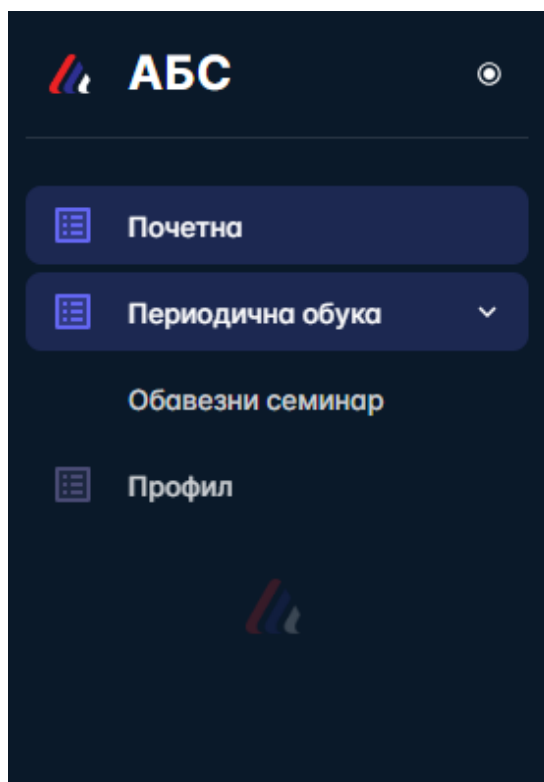 АБС
Почетна
Периодична обука
Обавезни семинар
Профил